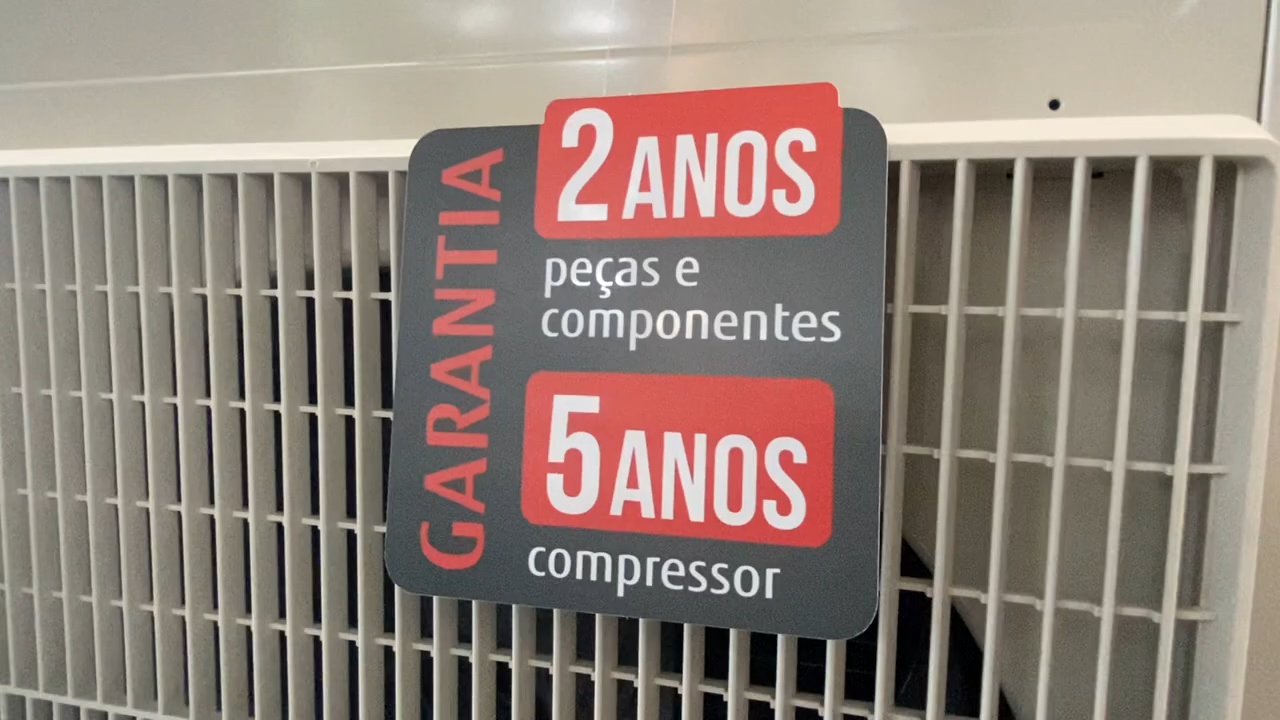 GARANTIA
2 ANOS
peças e
componentes
5 ANOS
compressor